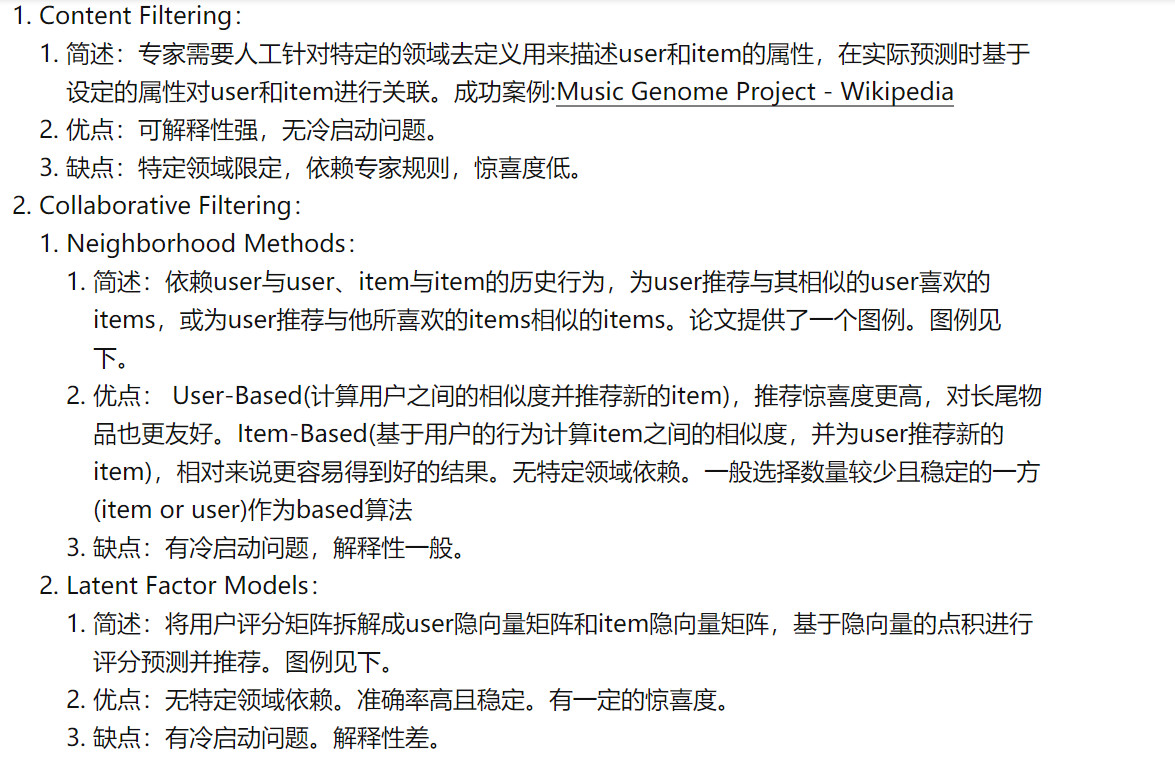 1. Content Filtering：
1. 简述：专家需要人工针对特定的领域去定义用来描述user和item的属性，在实际预测时基于
设定的属性对user和item进行关联。成功案例:Music Genome Project - Wikipedia
2. 优点：可解释性强，无冷启动问题。
3. 缺点：特定领域限定，依赖专家规则，惊喜度低。
2. Collaborative Filtering：
1. Neighborhood Methods：
1. 简述：依赖user与user、item与item的历史行为，为user推荐与其相似的user喜欢的
items，或为user推荐与他所喜欢的items相似的items。论文提供了一个图例。图例见
下。
2. 优点： User-Based(计算用户之间的相似度并推荐新的item)，推荐惊喜度更高，对长尾物
品也更友好。Item-Based(基于用户的行为计算item之间的相似度，并为user推荐新的
item)，相对来说更容易得到好的结果。无特定领域依赖。一般选择数量较少且稳定的一方
(item or user)作为based算法
3. 缺点：有冷启动问题，解释性一般。
2. Latent Factor Models：
1. 简述：将用户评分矩阵拆解成user隐向量矩阵和item隐向量矩阵，基于隐向量的点积进行
评分预测并推荐。图例见下。
2. 优点：无特定领域依赖。准确率高且稳定。有一定的惊喜度。
3. 缺点：有冷启动问题。解释性差。